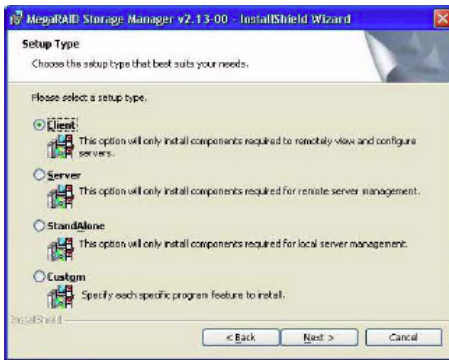 MegaRAID Storage Manager v2.13-00 - InstallShield Wizard
Setup Type
Choose the setup type that best suits your needs.
Please select a setup type.
Client
This option will only install components required to remotely view and configure
servers.
Server
This option will only install components required for remote server management.
StandAlone
This option will only install components required for local server management.
Custom
Specify each specific program feature to install.
InstallShield
< Back
Next >
Cancel